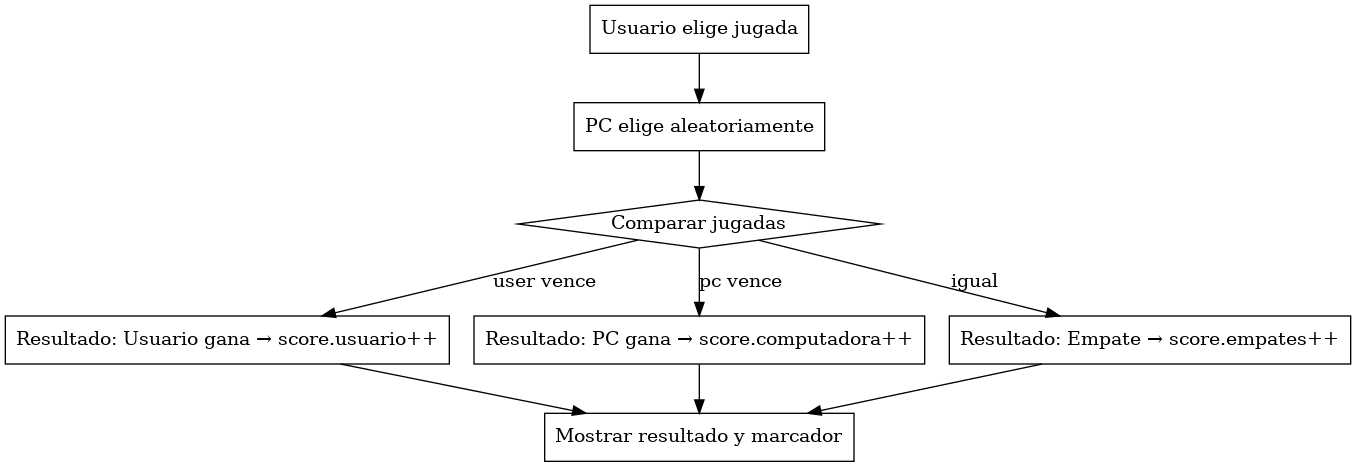 Usuario elige jugada
PC elige aleatoriamente
Comparar jugadas
user vence
pc vence
igual
Resultado: Usuario gana → score.usuario++
Resultado: PC gana → score.computadora++
Resultado: Empate → score.empates++
Mostrar resultado y marcador